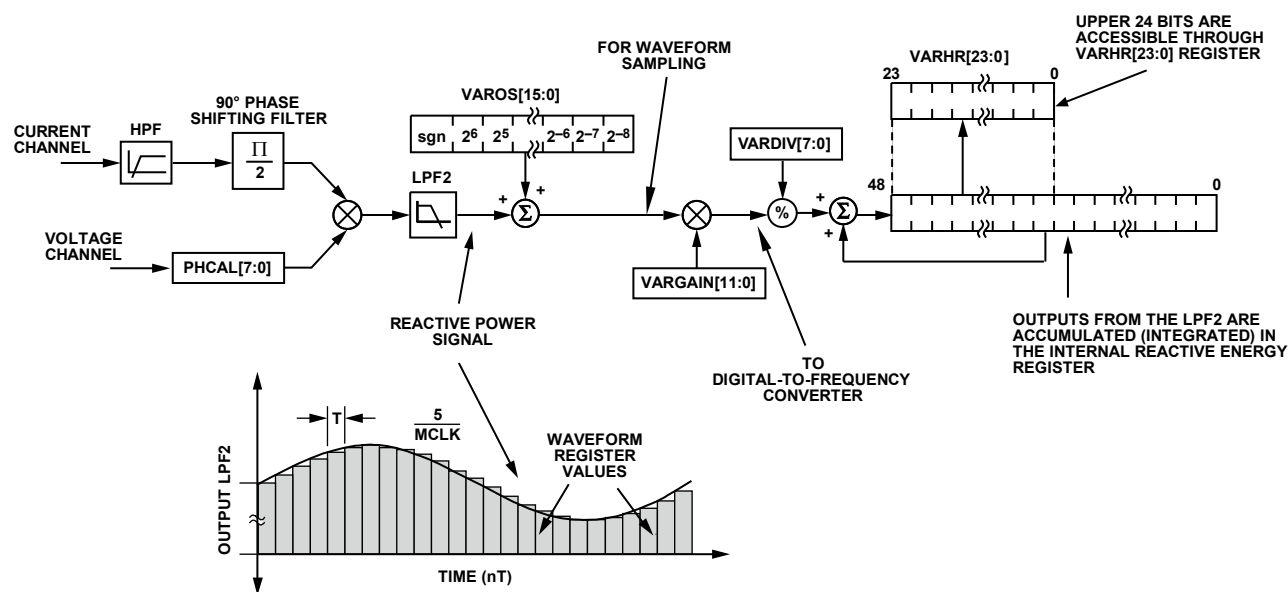 UPPER 24 BITS ARE
ACCESSIBLE THROUGH
VARHR[23:0] REGISTER
FOR WAVEFORM
SAMPLING
VARHR[23:0]
23
0
90° PHASE
SHIFTING FILTER
VAROS[15:0]
CURRENT
CHANNEL
HPF
Π
2
sgn 2⁶ 2⁵ 2⁻⁶ 2⁻⁷ 2⁻⁸
VARDIV[7:0]
LPF2
+
+
Σ
%
+
+
Σ
48
0
VOLTAGE
CHANNEL
PHCAL[7:0]
VARGAIN[11:0]
REACTIVE POWER
SIGNAL
TO
DIGITAL-TO-FREQUENCY
CONVERTER
OUTPUTS FROM THE LPF2 ARE
ACCUMULATED (INTEGRATED) IN
THE INTERNAL REACTIVE ENERGY
REGISTER
T
5
MCLK
WAVEFORM
REGISTER
VALUES
OUTPUT LPF2
TIME (nT)